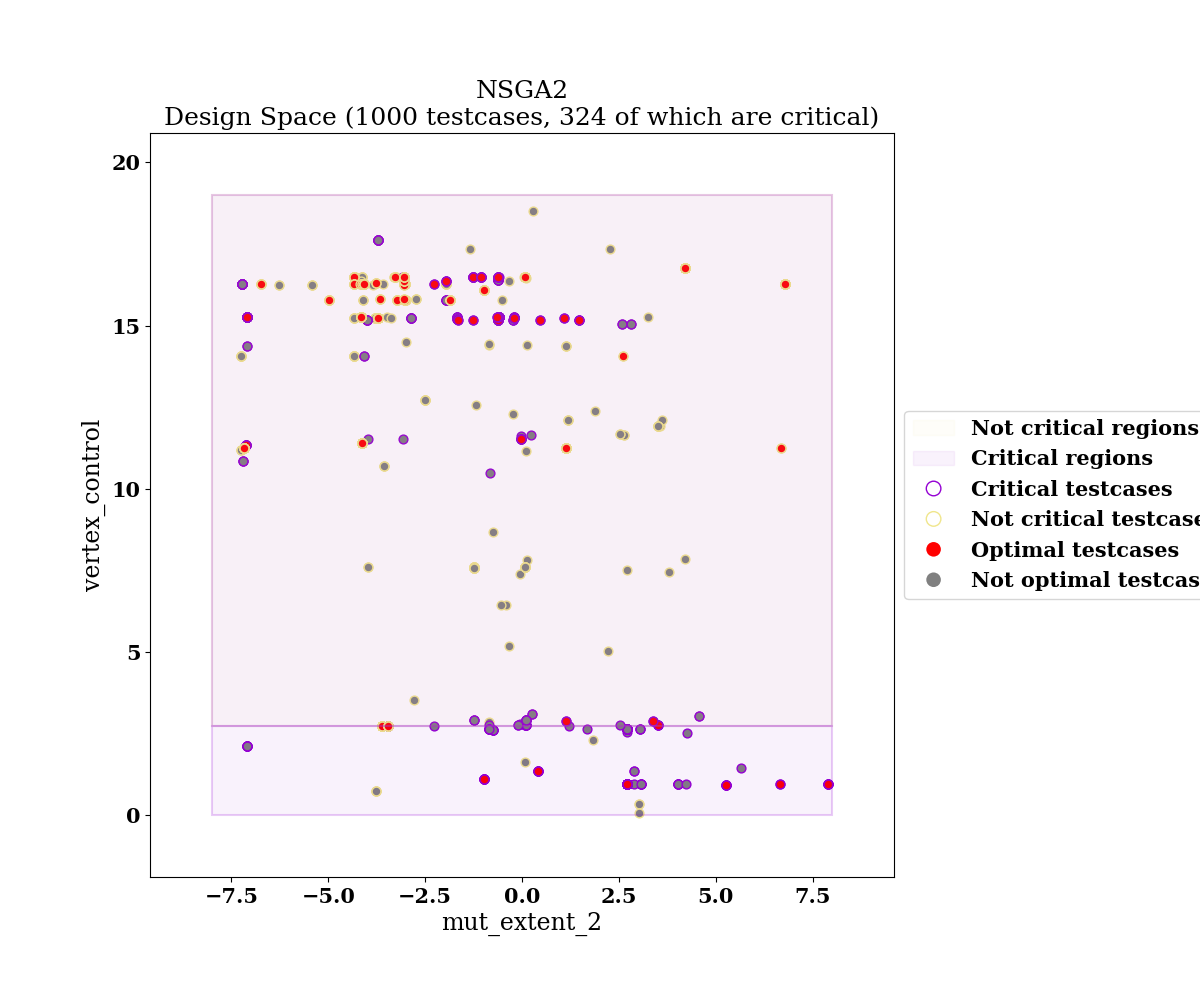 NSGA2
Design Space (1000 testcases, 324 of which are critical)
20
15
10
5
0
vertex_control
−7.5 −5.0 −2.5 0.0 2.5 5.0 7.5
mut_extent_2
Not critical regions
Critical regions
Critical testcases
Not critical testcase
Optimal testcases
Not optimal testcas